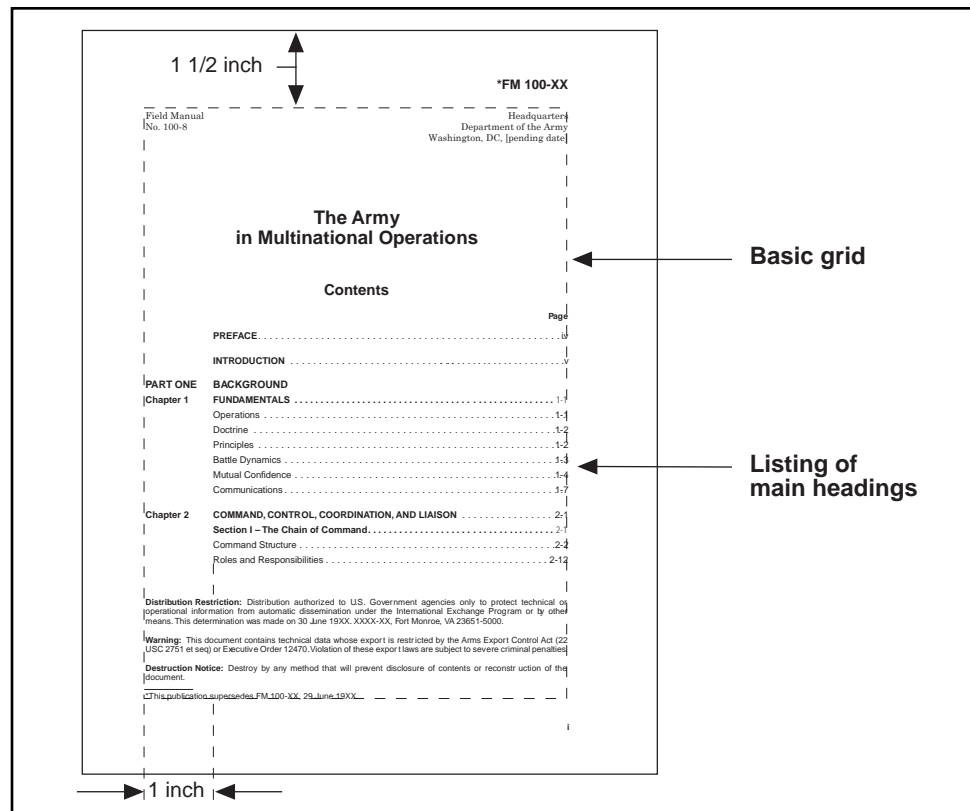 1 1/2 inch
*FM 100-XX
Field Manual
No. 100-8
Headquarters
Department of the Army
Washington, DC, [pending date]
The Army
in Multinational Operations
Basic grid
Contents
Page
PREFACE. . . . . . . . . . . . . . . . . . . . . . . . . . . . . . iv
INTRODUCTION . . . . . . . . . . . . . . . . . . . . . . . . . . . . . . v
PART ONE BACKGROUND
Chapter 1 FUNDAMENTALS . . . . . . . . . . . . . . . . . . . . . . . . . . . . . . 1-1
Operations . . . . . . . . . . . . . . . . . . . . . . . . . . . . . . 1-1
Doctrine . . . . . . . . . . . . . . . . . . . . . . . . . . . . . . 1-2
Principles . . . . . . . . . . . . . . . . . . . . . . . . . . . . . . 1-2
Battle Dynamics . . . . . . . . . . . . . . . . . . . . . . . . . . . . . . 1-3
Mutual Confidence . . . . . . . . . . . . . . . . . . . . . . . . . . . . . . 1-4
Communications . . . . . . . . . . . . . . . . . . . . . . . . . . . . . . 1-7
Listing of
main headings
Chapter 2 COMMAND, CONTROL, COORDINATION, AND LIAISON . . . . . . . . . . . . . . 2-1
Section I – The Chain of Command. . . . . . . . . . . . . . . . . . . . . . . . . 2-1
Command Structure . . . . . . . . . . . . . . . . . . . . . . . . . . . . . . 2-2
Roles and Responsibilities . . . . . . . . . . . . . . . . . . . . . . . . . . . . . . 2-12
Distribution Restriction: Distribution authorized to U.S. Government agencies only to protect technical or
operational information from automatic dissemination under the International Exchange Program or by other
means. This determination was made on 30 June 19XX. XXXX-XX, Fort Monroe, VA 23651-5000.
Warning: This document contains technical data whose export is restricted by the Arms Export Control Act (22
USC 2751 et seq) or Executive Order 12470. Violation of these export laws are subject to severe criminal penalties.
Destruction Notice: Destroy by any method that will prevent disclosure of contents or reconstruction of the
document.
*This publication supersedes FM 100-XX, 29 June 19XX.
i
1 inch